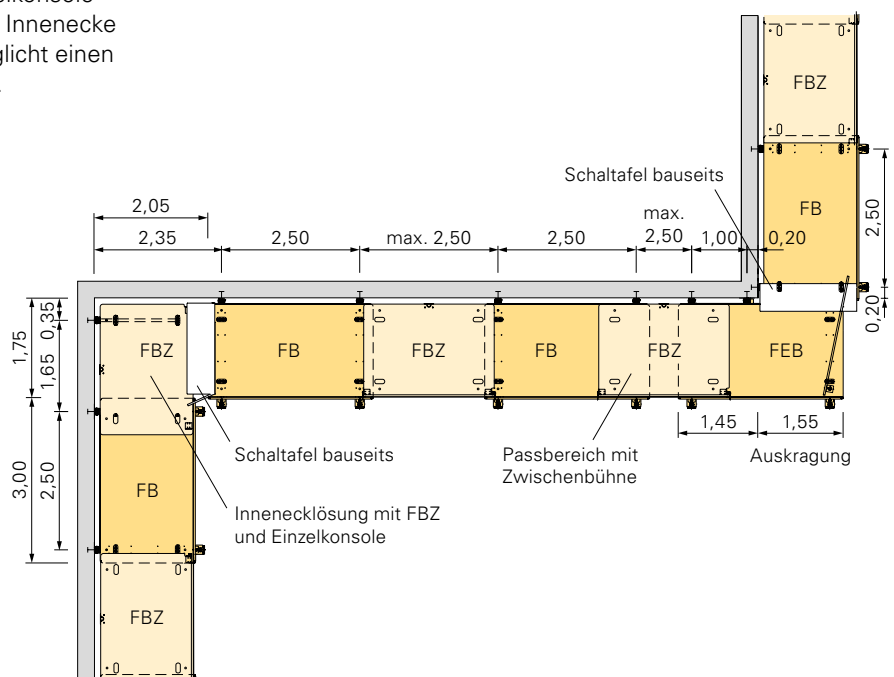 Innenecke
glicht einen
FBZ
Schaltafel bauseits
FB
2,50
0,20
2,05
max.
2,35
2,50
max. 2,50
2,50
2,50
1,00
0,20
1,75
0,35
1,65
FBZ
FB
FBZ
FB
FBZ
FEB
1,45
1,55
Schaltafel bauseits
Passbereich mit
Zwischenbühne
Auskragung
3,00
2,50
FB
Innenecklösung mit FBZ
und Einzelkonsole
FBZ